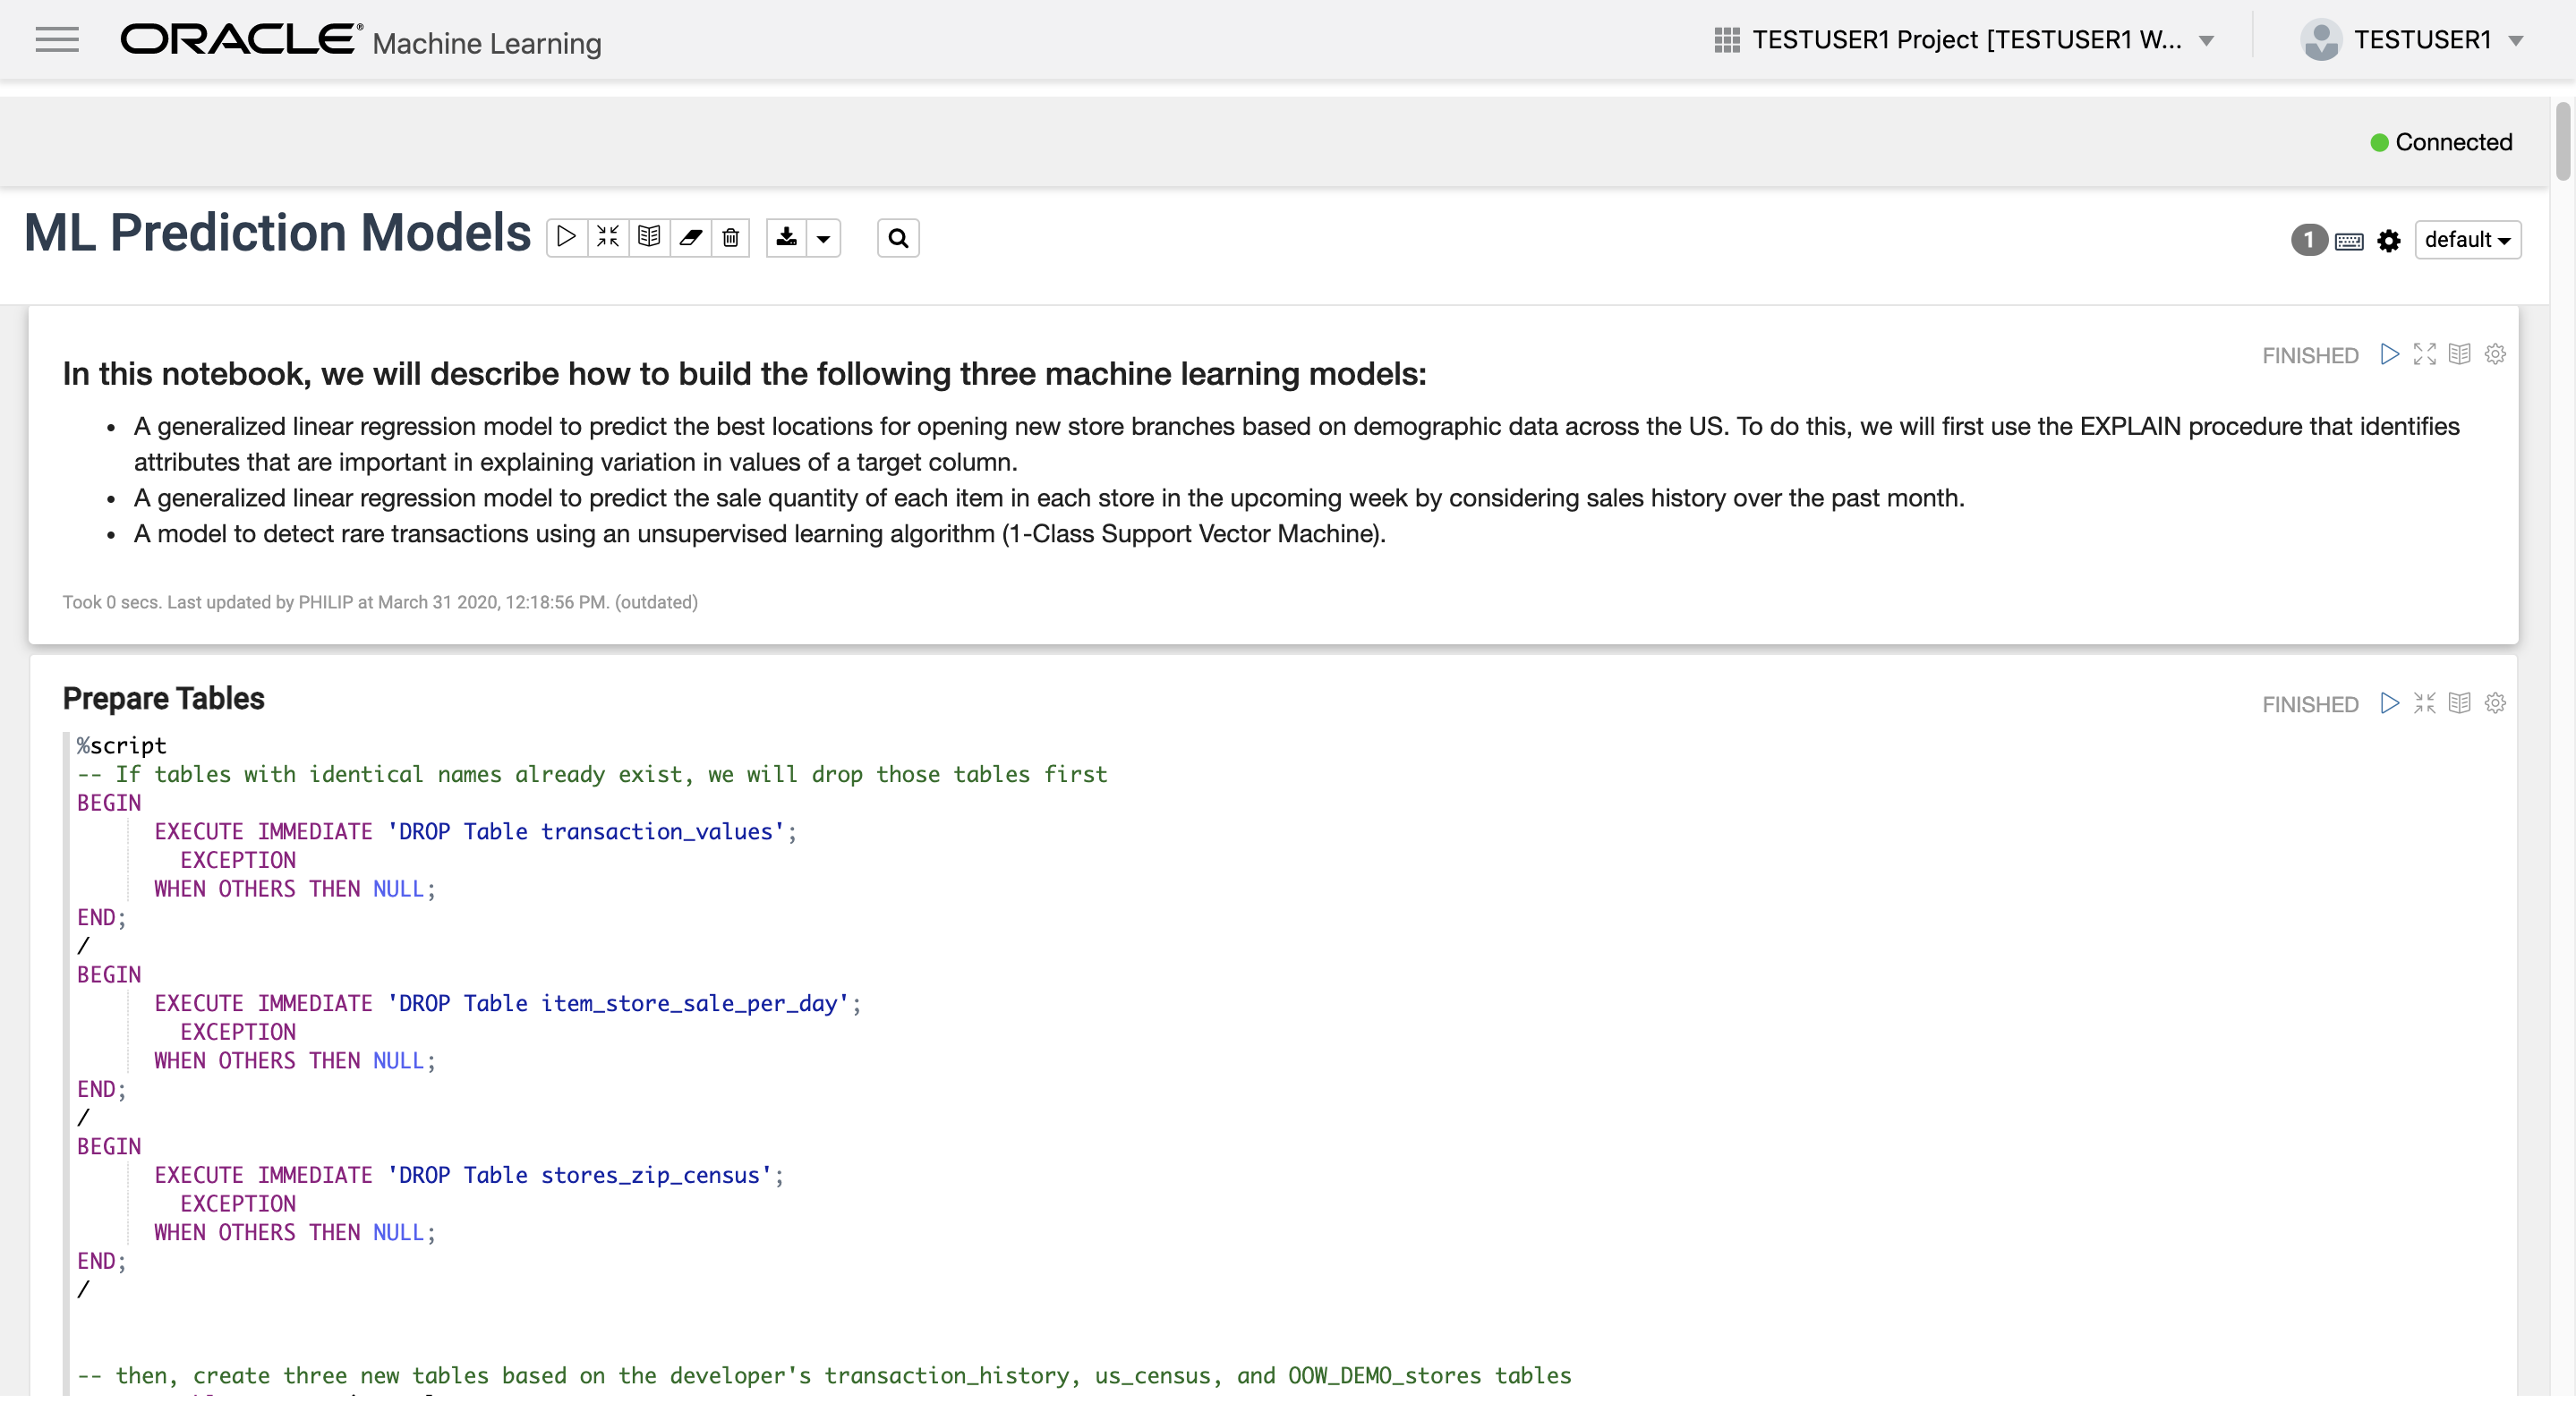 ORACLE® Machine Learning
TESTUSER1 Project [TESTUSER1 W...
TESTUSER1
Connected
ML Prediction Models
1
default
FINISHED
In this notebook, we will describe how to build the following three machine learning models:
• A generalized linear regression model to predict the best locations for opening new store branches based on demographic data across the US. To do this, we will first use the EXPLAIN procedure that identifies
attributes that are important in explaining variation in values of a target column.
• A generalized linear regression model to predict the sale quantity of each item in each store in the upcoming week by considering sales history over the past month.
• A model to detect rare transactions using an unsupervised learning algorithm (1-Class Support Vector Machine).
Took 0 secs. Last updated by PHILIP at March 31 2020, 12:18:56 PM. (outdated)
Prepare Tables
FINISHED
%script
-- If tables with identical names already exist, we will drop those tables first
BEGIN
EXECUTE IMMEDIATE 'DROP Table transaction_values';
EXCEPTION
WHEN OTHERS THEN NULL;
END;
/
BEGIN
EXECUTE IMMEDIATE 'DROP Table item_store_sale_per_day';
EXCEPTION
WHEN OTHERS THEN NULL;
END;
/
BEGIN
EXECUTE IMMEDIATE 'DROP Table stores_zip_census';
EXCEPTION
WHEN OTHERS THEN NULL;
END;
/
-- then, create three new tables based on the developer's transaction_history, us_census, and OOW_DEMO_stores tables